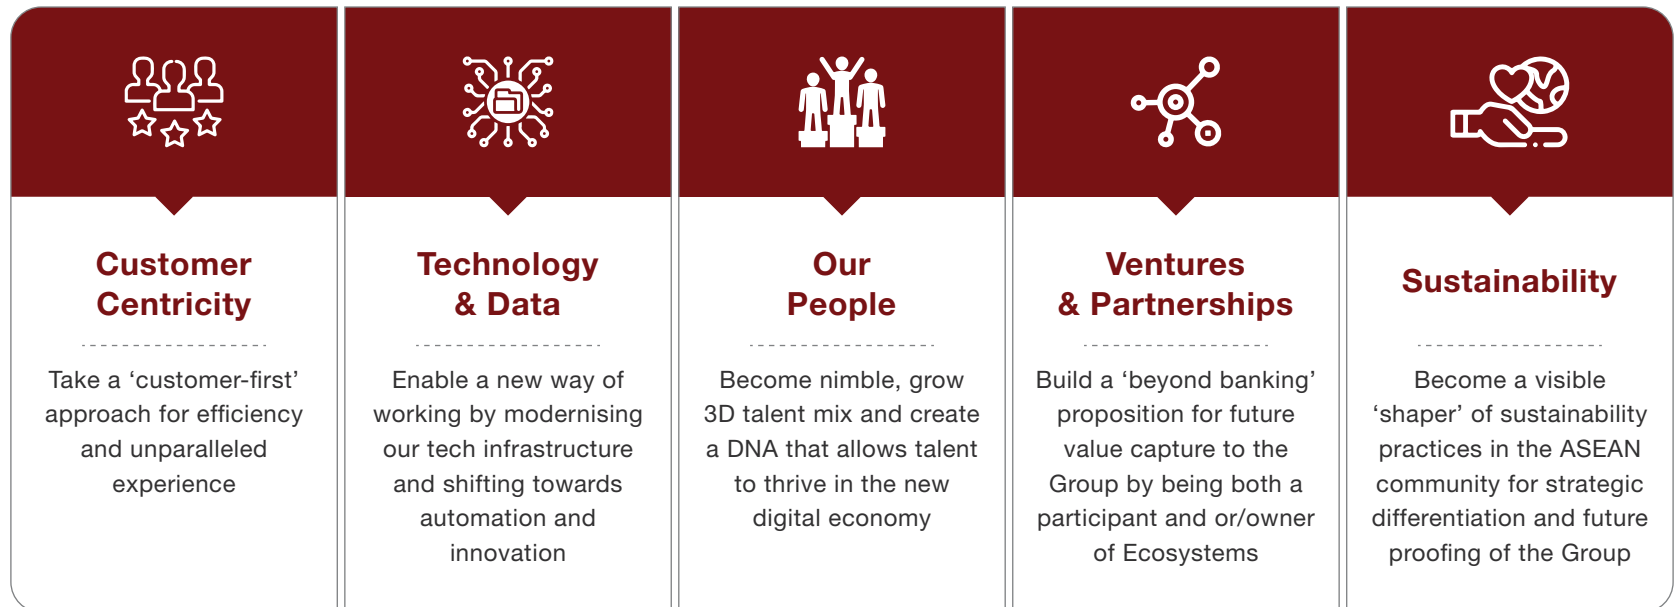 Customer
Centricity
Take a ‘customer-first’
approach for efficiency
and unparalleled
experience
Technology
& Data
Enable a new way of
working by modernising
our tech infrastructure
and shifting towards
automation and
innovation
Our
People
Become nimble, grow
3D talent mix and create
a DNA that allows talent
to thrive in the new
digital economy
Ventures
& Partnerships
Build a ‘beyond banking’
proposition for future
value capture to the
Group by being both a
participant and or/owner
of Ecosystems
Sustainability
Become a visible
‘shaper’ of sustainability
practices in the ASEAN
community for strategic
differentiation and future
proofing of the Group